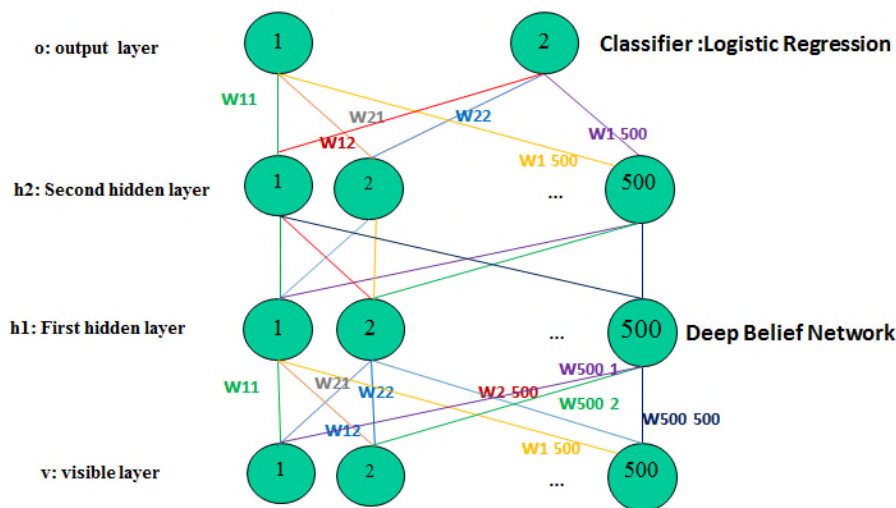 o: output layer
1
2
Classifier :Logistic Regression
W11
W21
W22
W12
W1 500
W1 500
h2: Second hidden layer
1
2
...
500
h1: First hidden layer
1
2
...
500
Deep Belief Network
W11
W21
W22
W2 500
W500 1
W500 2
W12
W500 500
W1 500
v: visible layer
1
2
...
500